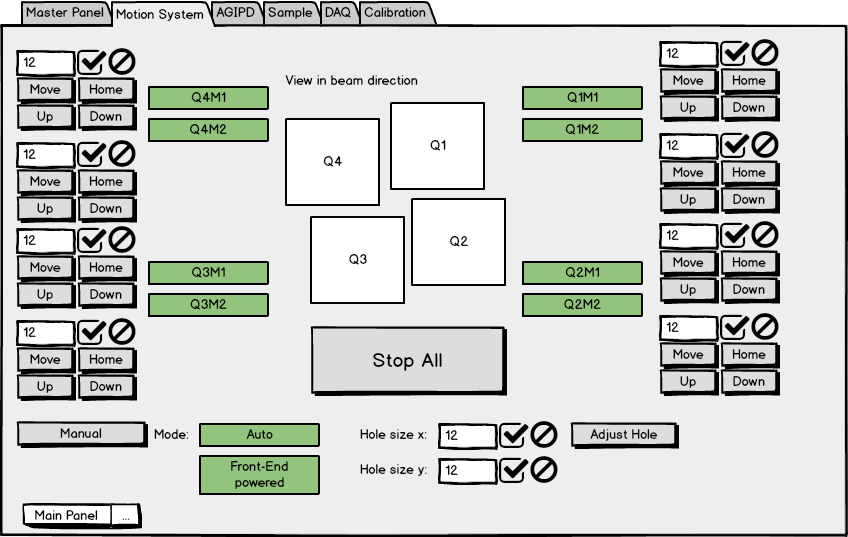 Master Panel
Motion System
AGIPD
Sample
DAQ
Calibration
12
Move Home
Up Down
12
Move Home
Up Down
12
Move Home
Up Down
12
Move Home
Up Down
Q4M1
Q4M2
Q3M1
Q3M2
View in beam direction
Q4
Q1
Q3
Q2
Stop All
Q1M1
Q1M2
Q2M1
Q2M2
12
Move Home
Up Down
12
Move Home
Up Down
12
Move Home
Up Down
12
Move Home
Up Down
Manual
Mode:
Auto
Front-End
powered
Hole size x: 12
Adjust Hole
Hole size y: 12
Main Panel ...